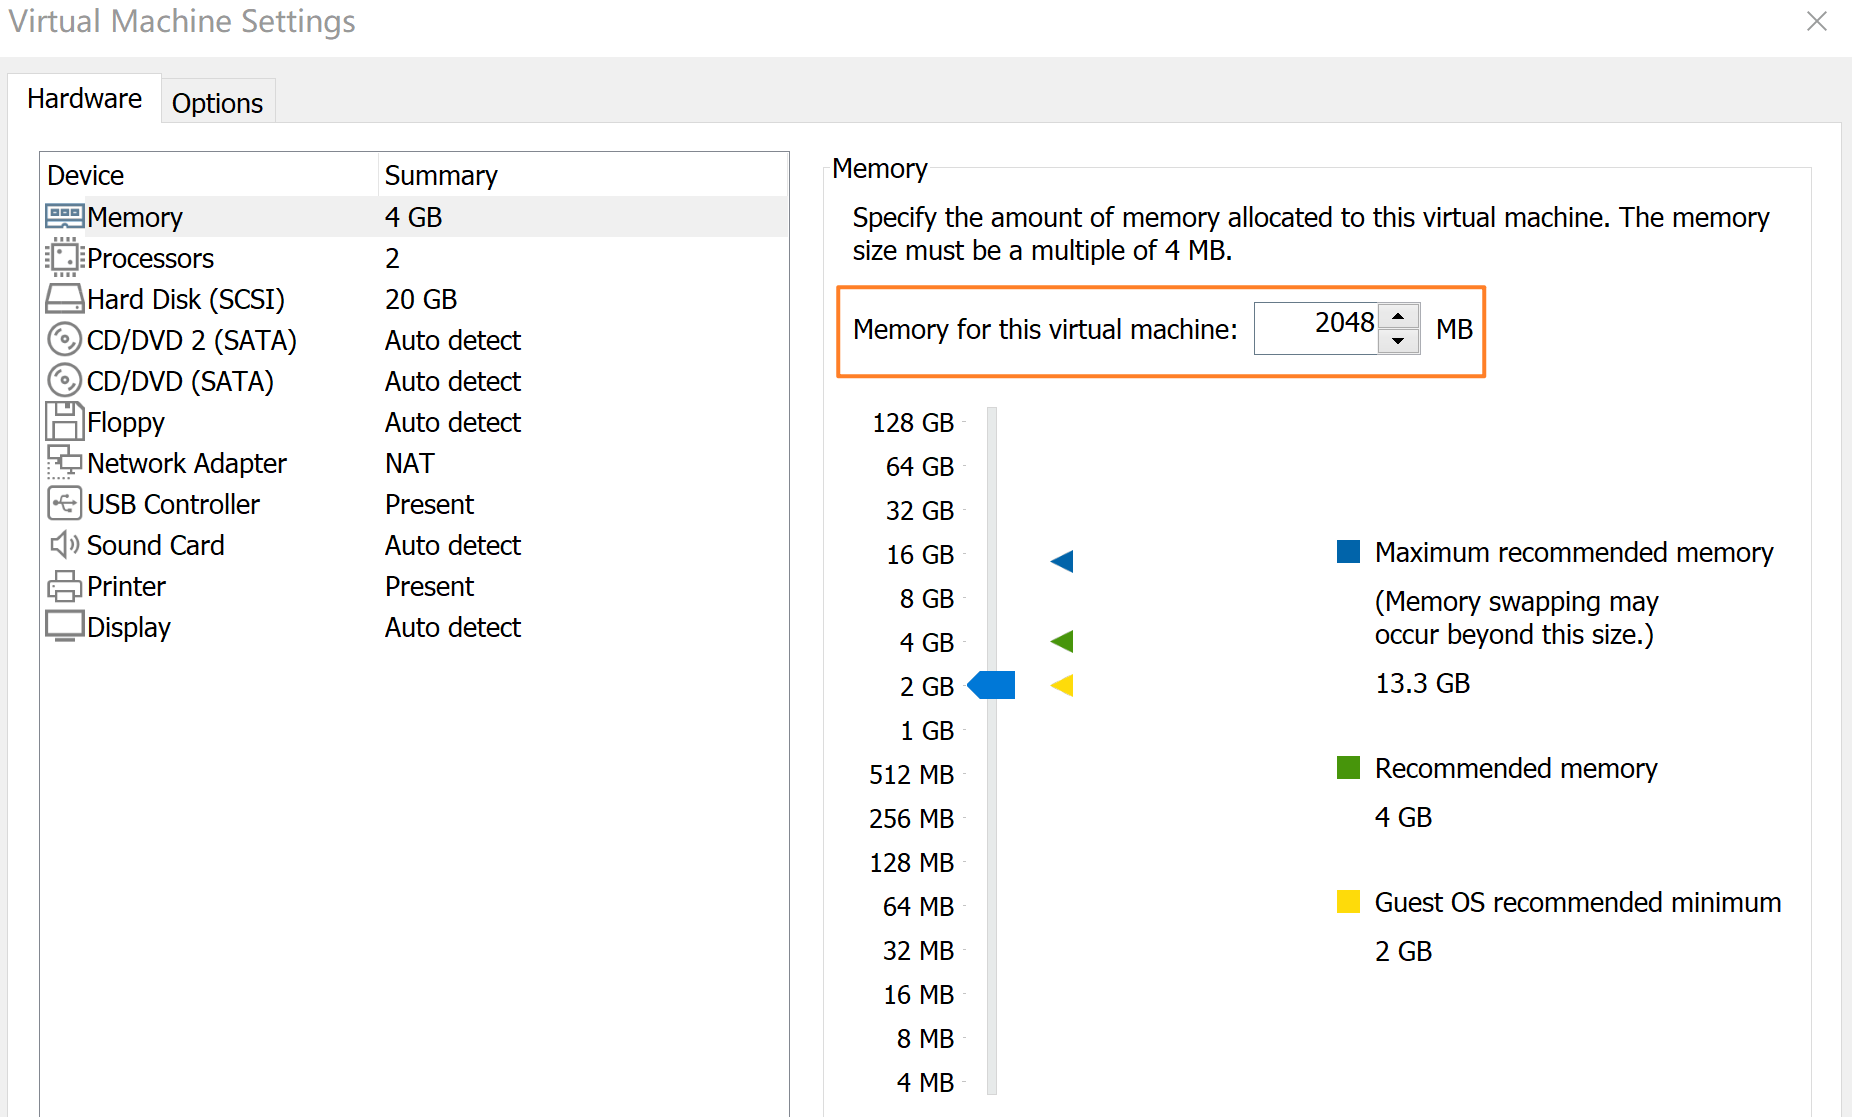 Virtual Machine Settings
Hardware
Options
Device Summary
Memory 4 GB
Processors 2
Hard Disk (SCSI) 20 GB
CD/DVD 2 (SATA) Auto detect
CD/DVD (SATA) Auto detect
Floppy Auto detect
Network Adapter NAT
USB Controller Present
Sound Card Auto detect
Printer Present
Display Auto detect
Memory
Specify the amount of memory allocated to this virtual machine. The memory
size must be a multiple of 4 MB.
Memory for this virtual machine: 2048 MB
128 GB
64 GB
32 GB
16 GB
8 GB
4 GB
2 GB
1 GB
512 MB
256 MB
128 MB
64 MB
32 MB
16 MB
8 MB
4 MB
Maximum recommended memory
(Memory swapping may
occur beyond this size.)
13.3 GB
Recommended memory
4 GB
Guest OS recommended minimum
2 GB